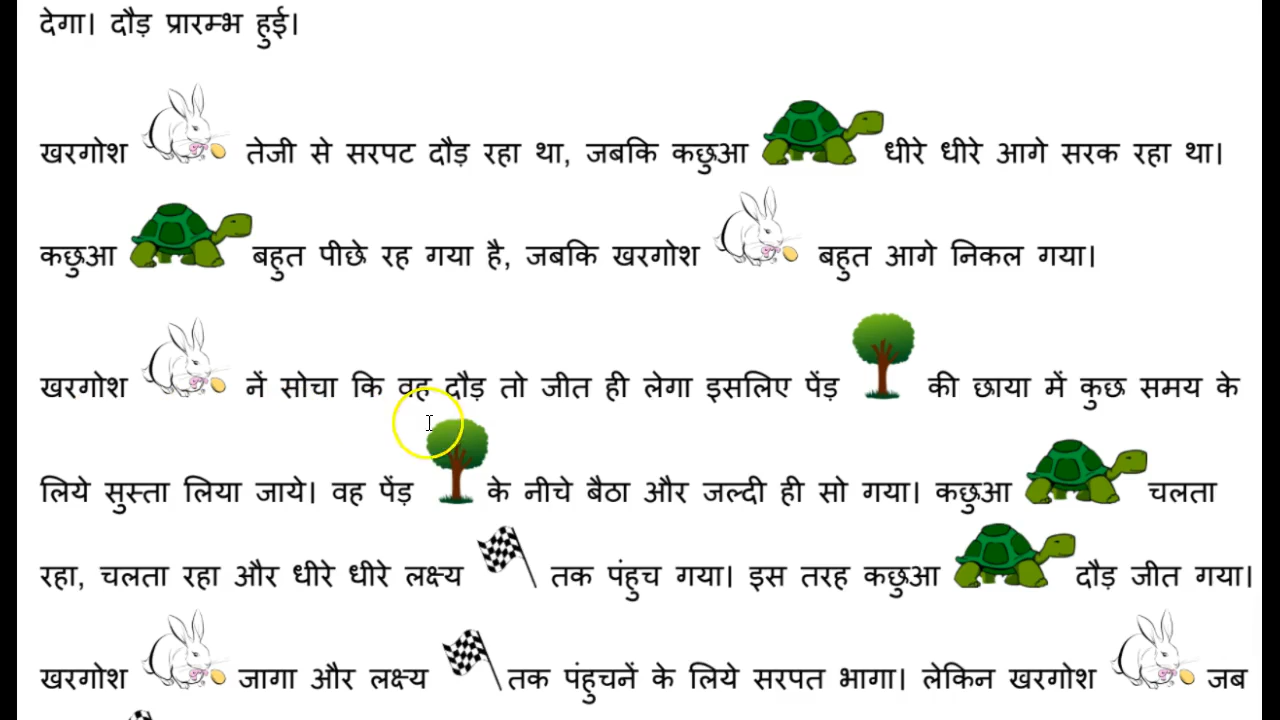 देगा। दौड़ प्रारम्भ हुई।
खरगोश तेजी से सरपट दौड़ रहा था, जबकि कछुआ धीरे धीरे आगे सरक रहा था।
कछुआ बहुत पीछे रह गया है, जबकि खरगोश बहुत आगे निकल गया।
खरगोश नें सोचा कि वह दौड़ तो जीत ही लेगा इसलिए पेंड़ की छाया में कुछ समय के
लिये सुस्ता लिया जाये। वह पेंड़ के नीचे बैठा और जल्दी ही सो गया। कछुआ चलता
रहा, चलता रहा और धीरे धीरे लक्ष्य तक पंहुच गया। इस तरह कछुआ दौड़ जीत गया।
खरगोश जागा और लक्ष्य तक पंहुचनें के लिये सरपत भागा। लेकिन खरगोश जब